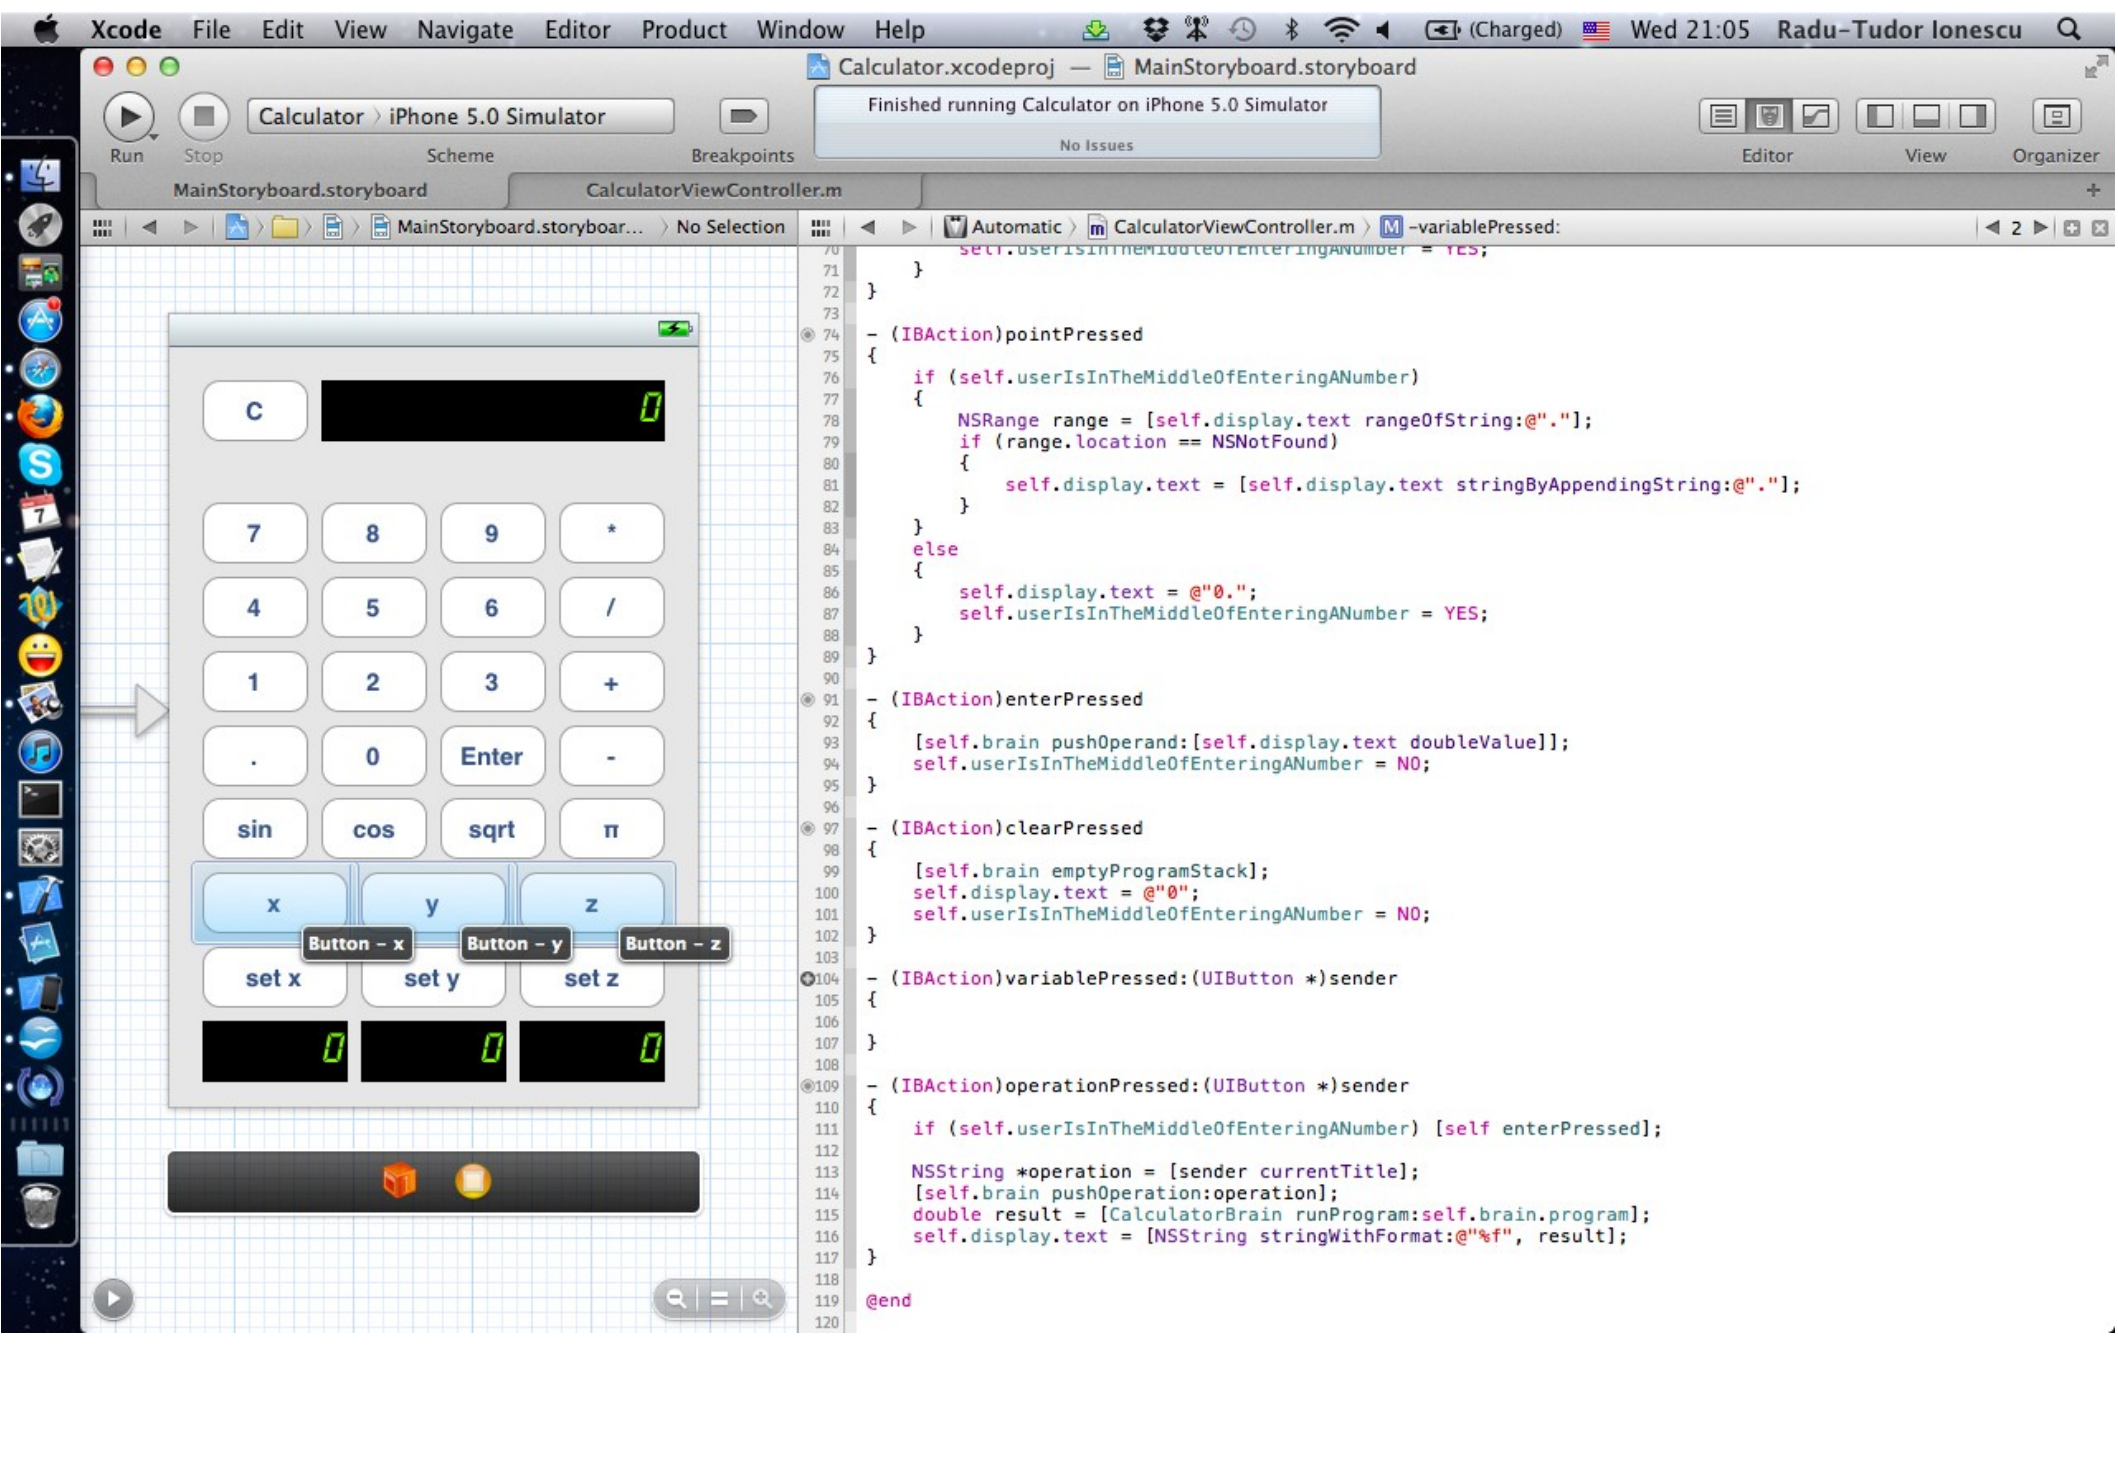 Xcode File Edit View Navigate Editor Product Window Help (Charged) Wed 21:05 Radu-Tudor Ionescu
Calculator.xcodeproj — MainStoryboard.storyboard
Calculator iPhone 5.0 Simulator
Finished running Calculator on iPhone 5.0 Simulator
No Issues
Run Stop Scheme Breakpoints Editor View Organizer
MainStoryboard.storyboard CalculatorViewController.m
MainStoryboard.storyboar... No Selection
Automatic CalculatorViewController.m M -variablePressed: 2
C 0
7 8 9 *
4 5 6 /
1 2 3 +
. 0 Enter -
sin cos sqrt π
x y z
Button - x Button - y Button - z
set x set y set z
0 0 0
70 self.userIsInTheMiddleOfEnteringANumber = YES;
71 }
72 }
73
74 - (IBAction)pointPressed
75 {
76 if (self.userIsInTheMiddleOfEnteringANumber)
77 {
78 NSRange range = [self.display.text rangeOfString:@"."];
79 if (range.location == NSNotFound)
80 {
81 self.display.text = [self.display.text stringByAppendingString:@"."];
82 }
83 }
84 else
85 {
86 self.display.text = @"0.";
87 self.userIsInTheMiddleOfEnteringANumber = YES;
88 }
89 }
90
91 - (IBAction)enterPressed
92 {
93 [self.brain pushOperand:[self.display.text doubleValue]];
94 self.userIsInTheMiddleOfEnteringANumber = NO;
95 }
96
97 - (IBAction)clearPressed
98 {
99 [self.brain emptyProgramStack];
100 self.display.text = @"0";
101 self.userIsInTheMiddleOfEnteringANumber = NO;
102 }
103
104 - (IBAction)variablePressed:(UIButton *)sender
105 {
106
107 }
108
109 - (IBAction)operationPressed:(UIButton *)sender
110 {
111 if (self.userIsInTheMiddleOfEnteringANumber) [self enterPressed];
112
113 NSString *operation = [sender currentTitle];
114 [self.brain pushOperation:operation];
115 double result = [CalculatorBrain runProgram:self.brain.program];
116 self.display.text = [NSString stringWithFormat:@"%f", result];
117 }
118
119 @end
120